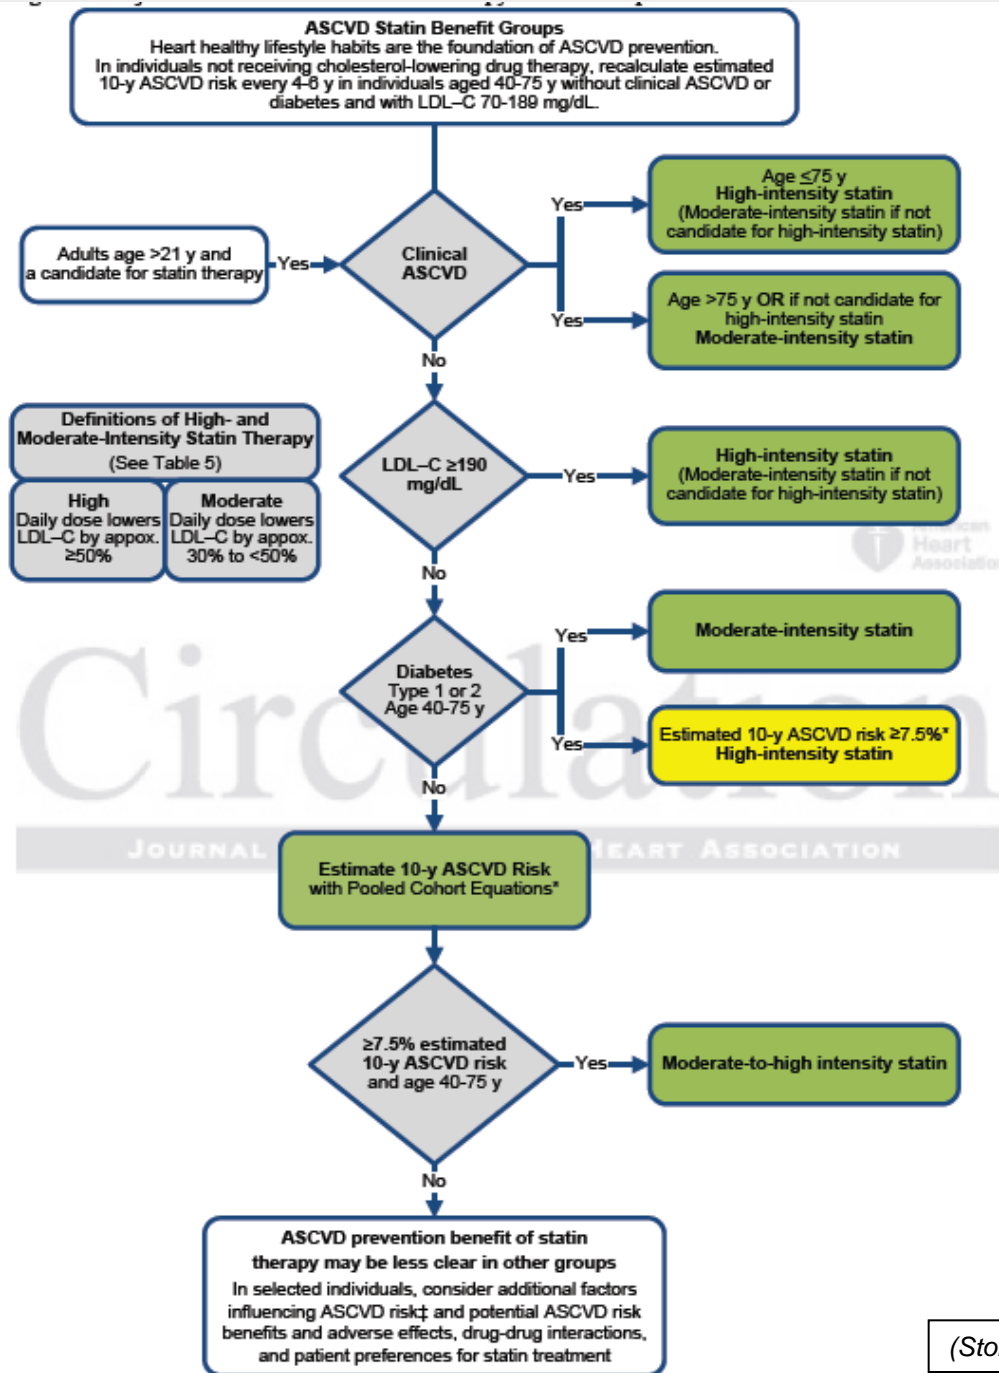 ASCVD Statin Benefit Groups
Heart healthy lifestyle habits are the foundation of ASCVD prevention.
In individuals not receiving cholesterol-lowering drug therapy, recalculate estimated
10-y ASCVD risk every 4-6 y in individuals aged 40-75 y without clinical ASCVD or
diabetes and with LDL–C 70-189 mg/dL.
Adults age >21 y and
a candidate for statin therapy
Yes
Clinical
ASCVD
Yes
Age ≤75 y
High-intensity statin
(Moderate-intensity statin if not
candidate for high-intensity statin)
Yes
Age >75 y OR if not candidate for
high-intensity statin
Moderate-intensity statin
No
Definitions of High- and
Moderate-Intensity Statin Therapy
(See Table 5)
High
Daily dose lowers
LDL–C by appox.
≥50%
Moderate
Daily dose lowers
LDL–C by appox.
30% to <50%
LDL–C ≥190
mg/dL
Yes
High-intensity statin
(Moderate-intensity statin if not
candidate for high-intensity statin)
American
Heart
Association
No
Diabetes
Type 1 or 2
Age 40-75 y
Yes
Moderate-intensity statin
Yes
Estimated 10-y ASCVD risk ≥7.5%*
High-intensity statin
Circulation
No
JOURNAL HEART ASSOCIATION
Estimate 10-y ASCVD Risk
with Pooled Cohort Equations*
≥7.5% estimated
10-y ASCVD risk
and age 40-75 y
Yes
Moderate-to-high intensity statin
No
ASCVD prevention benefit of statin
therapy may be less clear in other groups
In selected individuals, consider additional factors
influencing ASCVD risk‡ and potential ASCVD risk
benefits and adverse effects, drug-drug interactions,
and patient preferences for statin treatment